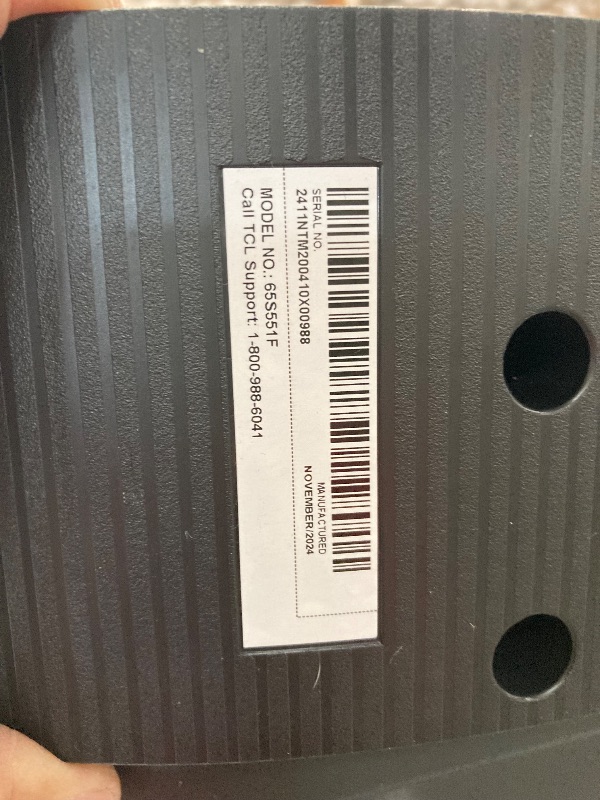 SERIAL NO.
2411NTM200410X00988
MANUFACTURED
NOVEMBER/2024
MODEL NO.: 65S551F
Call TCL Support: 1-800-988-6041